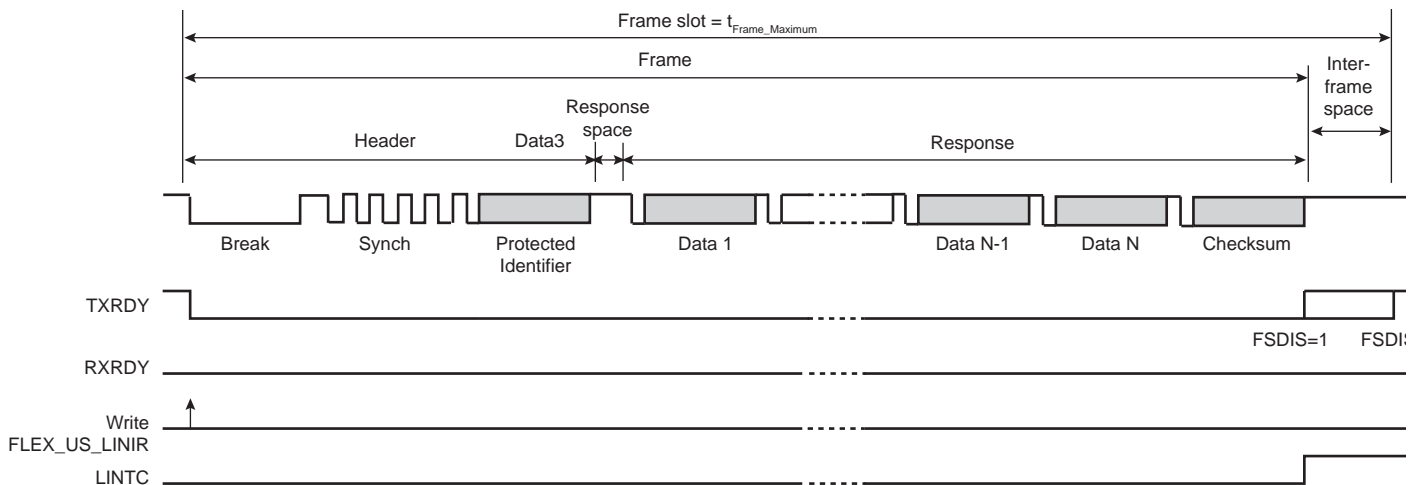 Frame slot = tFrame_Maximum
Frame
Inter-
frame
space
Response
space
Header
Data3
Response
Break
Synch
Protected
Identifier
Data 1
Data N-1
Data N
Checksum
TXRDY
FSDIS=1
FSDIS
RXRDY
Write
FLEX_US_LINIR
LINTC